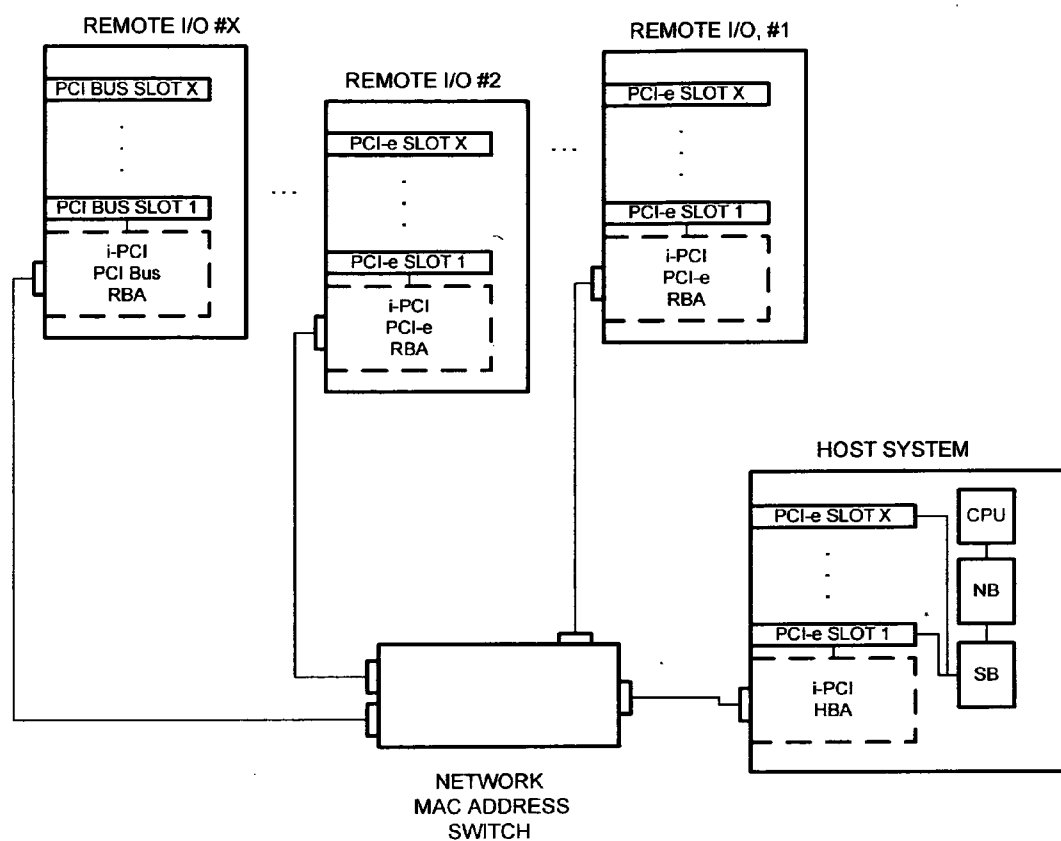 REMOTE I/O #X
PCI BUS SLOT X
PCI BUS SLOT 1
i-PCI
PCI Bus
RBA
REMOTE I/O #2
PCI-e SLOT X
PCI-e SLOT 1
i-PCI
PCI-e
RBA
REMOTE I/O, #1
PCI-e SLOT X
PCI-e SLOT 1
i-PCI
PCI-e
RBA
HOST SYSTEM
PCI-e SLOT X
CPU
NB
PCI-e SLOT 1
SB
i-PCI
HBA
NETWORK
MAC ADDRESS
SWITCH